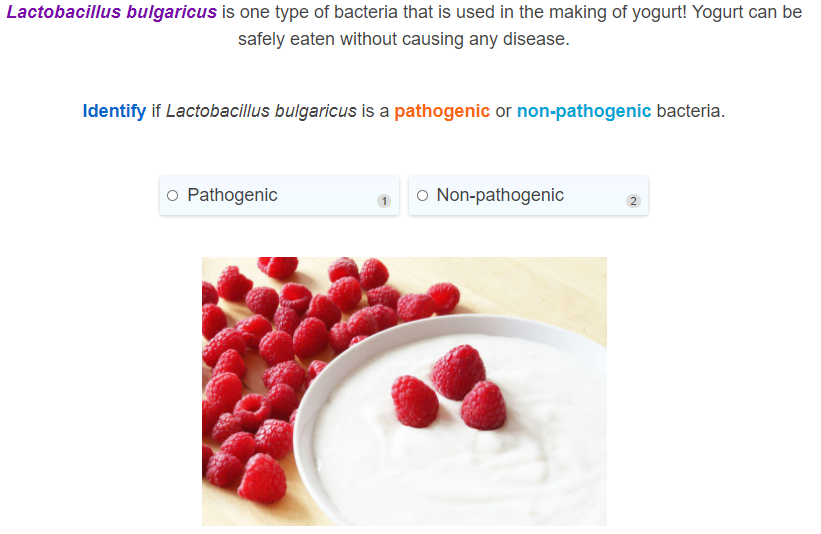 Lactobacillus bulgaricus is one type of bacteria that is used in the making of yogurt! Yogurt can be
safely eaten without causing any disease.
Identify if Lactobacillus bulgaricus is a pathogenic or non-pathogenic bacteria.
Pathogenic 1
Non-pathogenic 2